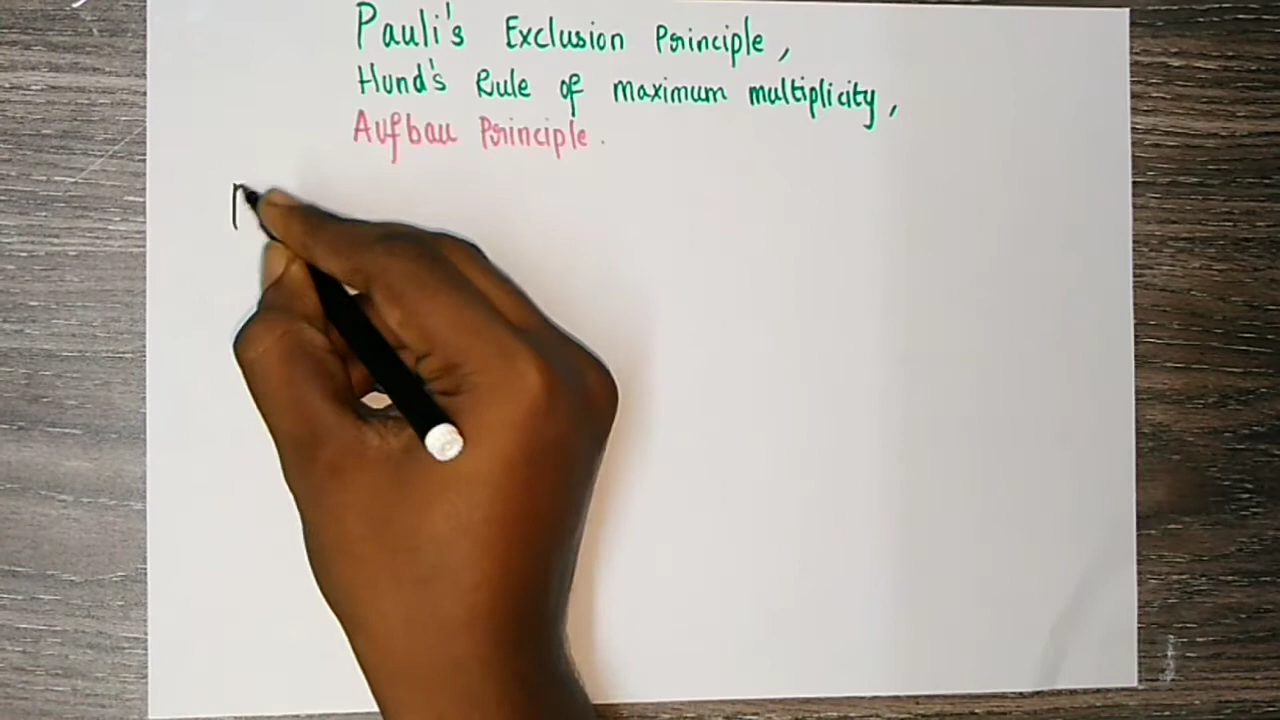 Pauli's Exclusion Principle,
Hund's Rule of maximum multiplicity,
Aufbau Principle.